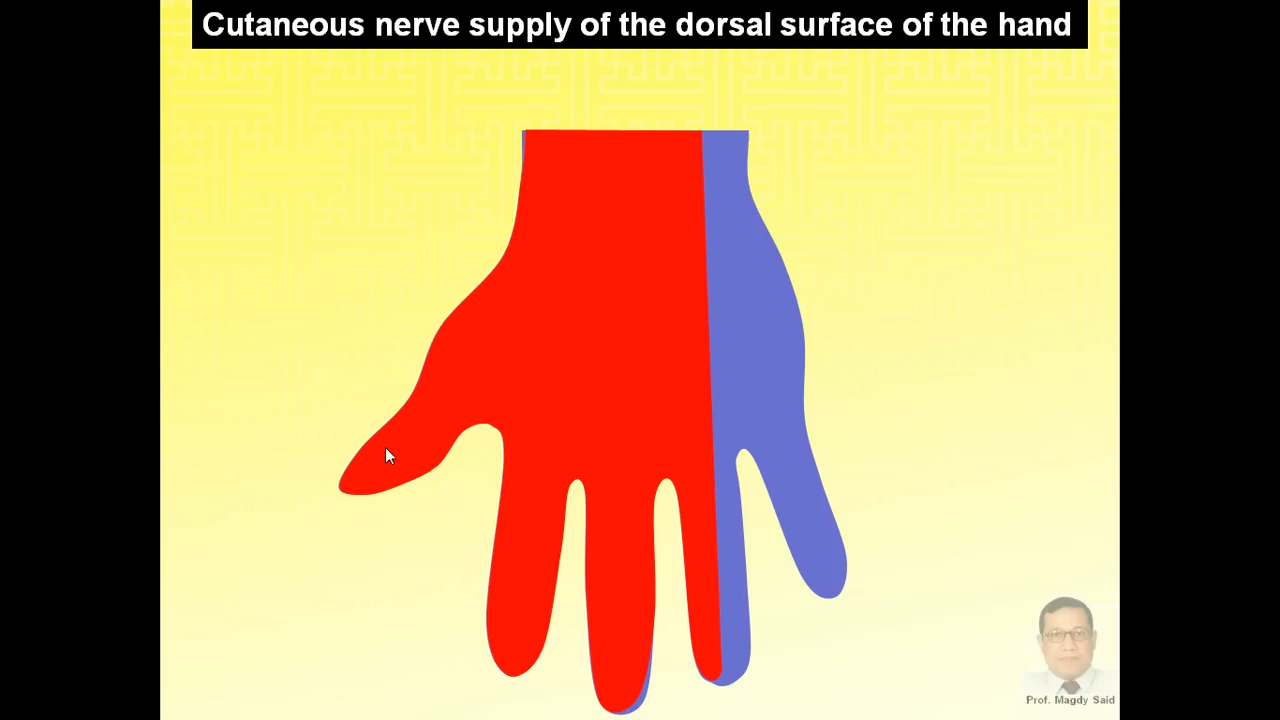 Cutaneous nerve supply of the dorsal surface of the hand
Prof. Magdy Said